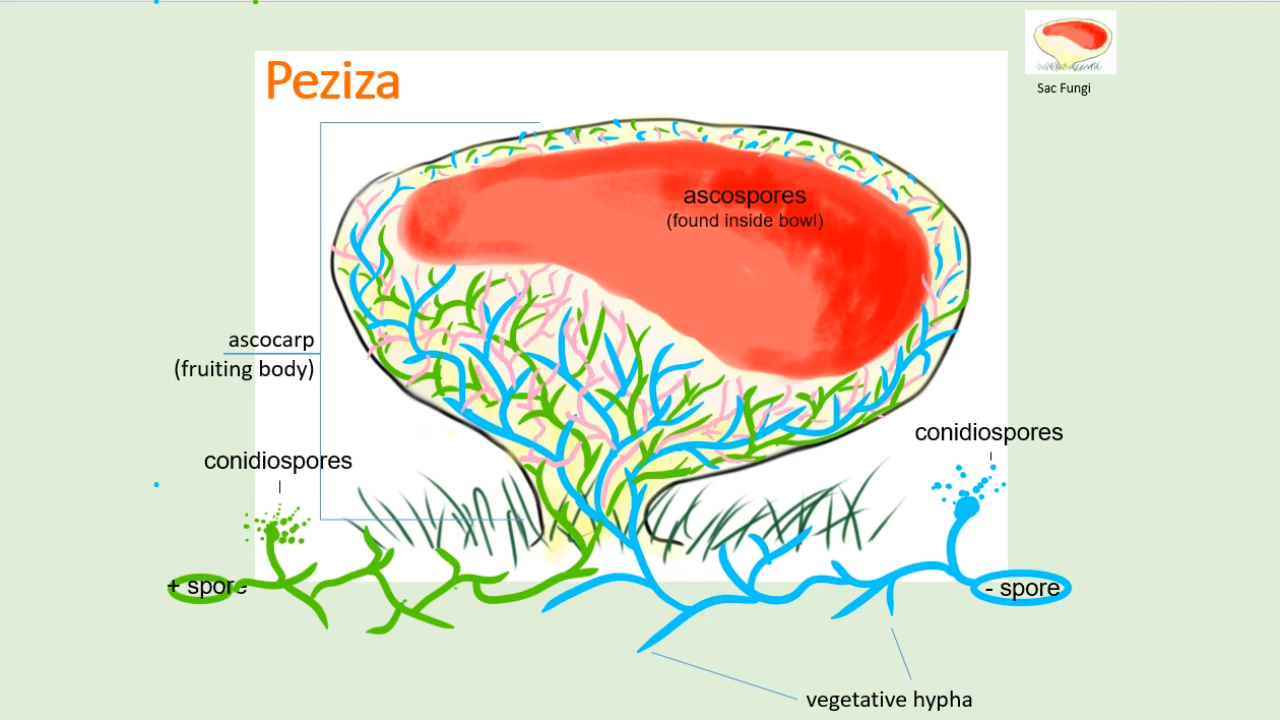 Peziza
Sac Fungi
ascospores
(found inside bowl)
ascocarp
(fruiting body)
conidiospores
conidiospores
+ spore
- spore
vegetative hypha